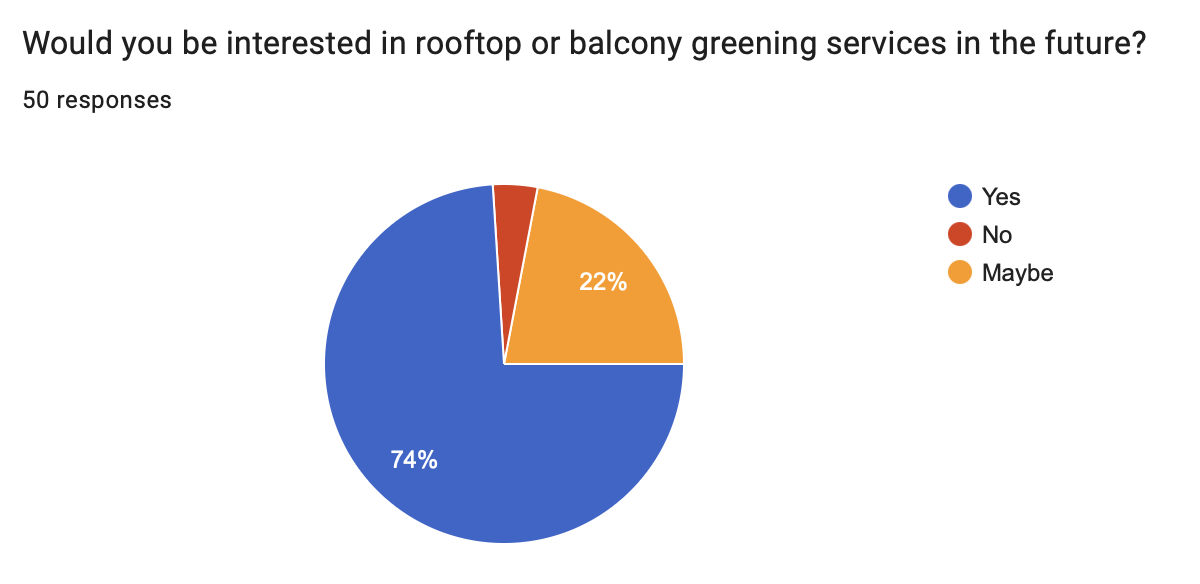 Would you be interested in rooftop or balcony greening services in the future?
50 responses
Yes
No
Maybe
22%
74%